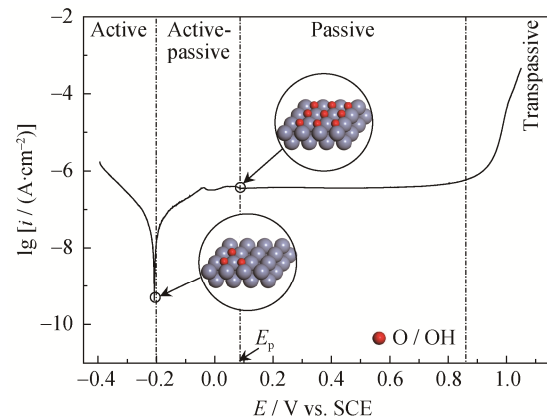 Active
Active-
passive
Passive
Transpassive
−2
−4
−6
−8
−10
lg [i / (A·cm⁻²)]
Eₚ
O / OH
−0.4 −0.2 0.0 0.2 0.4 0.6 0.8 1.0
E / V vs. SCE